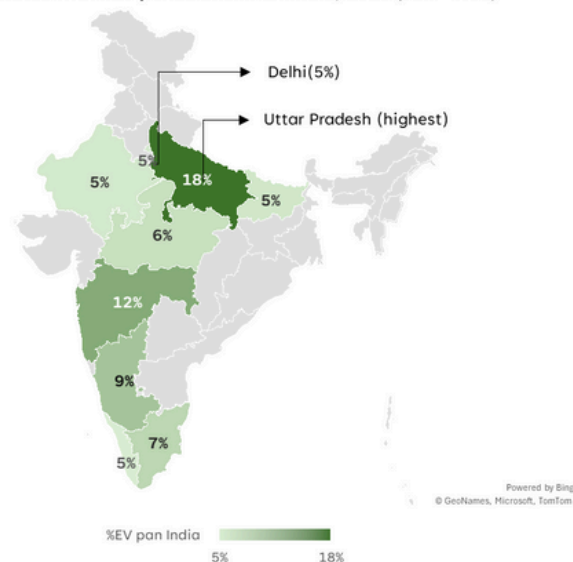 Delhi(5%)
Uttar Pradesh (highest)
5%
18%
5%
5%
6%
12%
9%
7%
5%
Powered by Bing
© GeoNames, Microsoft, TomTom
%EV pan India
5%
18%